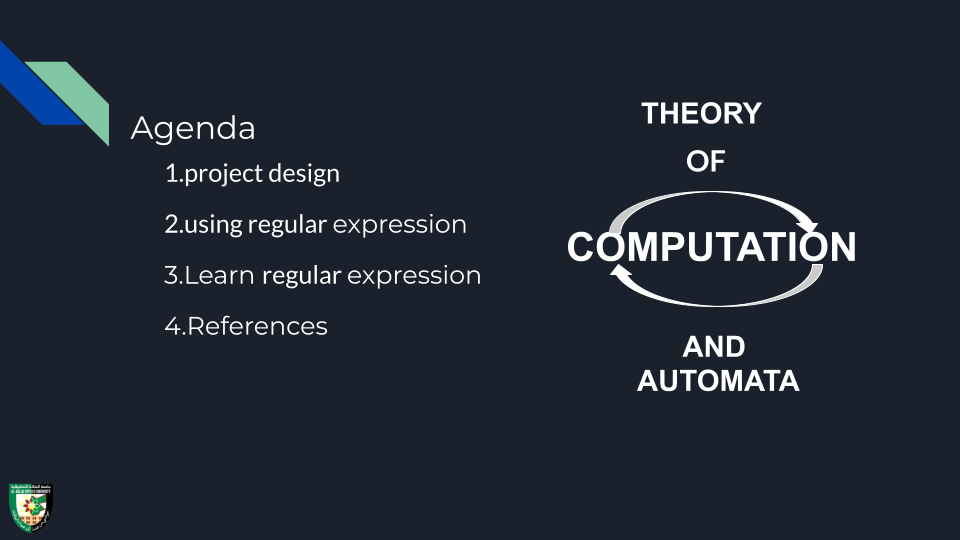 Agenda
1.project design
2.using regular expression
3.Learn regular expression
4.References
THEORY
OF
COMPUTATION
AND
AUTOMATA